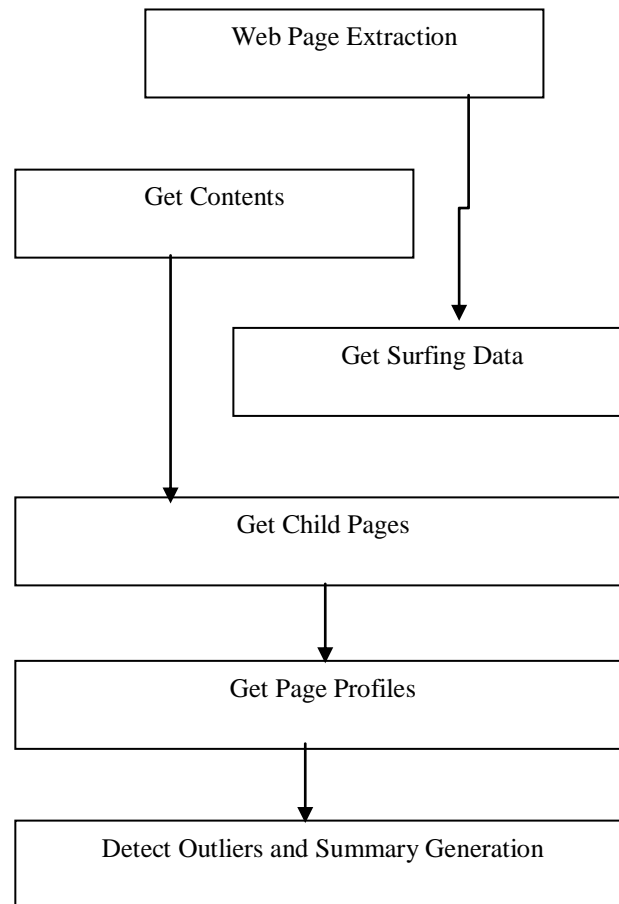 Web Page Extraction
Get Contents
Get Surfing Data
Get Child Pages
Get Page Profiles
Detect Outliers and Summary Generation